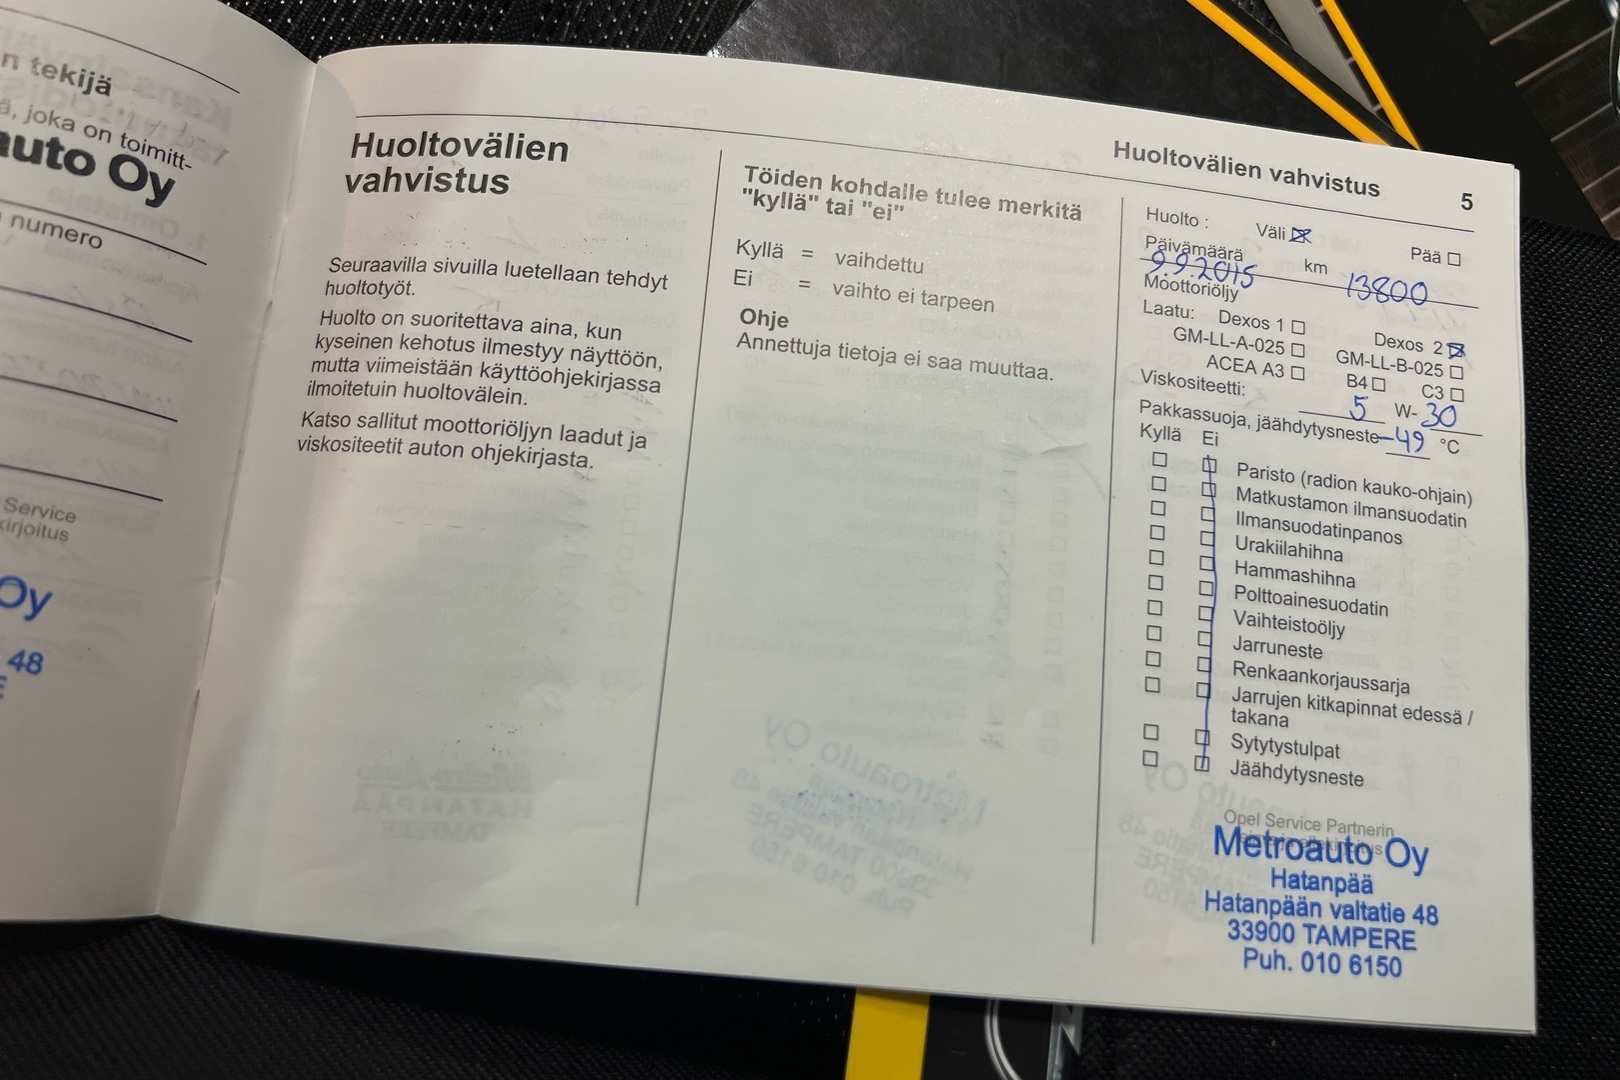 n tekijä
ä, joka on toimitt-
auto Oy
numero
Service
kirjoitus
Oy
48
Huoltovälien
vahvistus
Seuraavilla sivuilla luetellaan tehdyt
huoltotyöt.
Huolto on suoritettava aina, kun
kyseinen kehotus ilmestyy näyttöön,
mutta viimeistään käyttöohjekirjassa
ilmoitetuin huoltovälein.
Katso sallitut moottoriöljyn laadut ja
viskositeetit auton ohjekirjasta.
Töiden kohdalle tulee merkitä
"kyllä" tai "ei"
Kyllä = vaihdettu
Ei = vaihto ei tarpeen
Ohje
Annettuja tietoja ei saa muuttaa.
Huoltovälien vahvistus 5
Huolto : Väli ☒ Pää ☐
Päivämäärä 9.9.2015 km 13800
Moottoriöljy
Laatu: Dexos 1 ☐ Dexos 2 ☒
GM-LL-A-025 ☐ GM-LL-B-025 ☐
ACEA A3 ☐ B4 ☐ C3 ☐
Viskositeetti: 5 W- 30
Pakkassuoja, jäähdytysneste -49 °C
Kyllä Ei
☐ ☐ Paristo (radion kauko-ohjain)
☐ ☐ Matkustamon ilmansuodatin
☐ ☐ Ilmansuodatinpanos
☐ ☐ Urakiilahihna
☐ ☐ Hammashihna
☐ ☐ Polttoainesuodatin
☐ ☐ Vaihteistoöljy
☐ ☐ Jarruneste
☐ ☐ Renkaankorjaussarja
☐ ☐ Jarrujen kitkapinnat edessä /
takana
☐ ☐ Sytytystulpat
☐ ☐ Jäähdytysneste
Opel Service Partnerin
Metroauto Oy
Hatanpää
Hatanpään valtatie 48
33900 TAMPERE
Puh. 010 6150